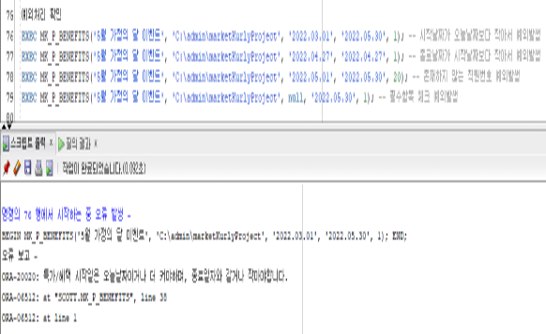 75 예외처리 확인
76 EXEC MK_P_BENEFITS('5월 가정의 달 이벤트', 'C:\admin\marketKurlyProject', '2022.03.01', '2022.05.30', 1); -- 시작날짜가 오늘날짜보다 작아서 예외발생
77 EXEC MK_P_BENEFITS('5월 가정의 달 이벤트', 'C:\admin\marketKurlyProject', '2022.04.27', '2022.04.27', 1); -- 종료날짜가 시작날짜보다 작아서 예외발생
78 EXEC MK_P_BENEFITS('5월 가정의 달 이벤트', 'C:\admin\marketKurlyProject', '2022.05.01', '2022.05.30', 20); -- 존재하지 않는 직원번호 예외발생
79 EXEC MK_P_BENEFITS('5월 가정의 달 이벤트', 'C:\admin\marketKurlyProject', null, '2022.05.30', 1); -- 필수항목 체크 예외발생
80
스크립트 출력 × 질의 결과 ×
작업이 완료되었습니다.(0.092초)
명령의 76 행에서 시작하는 중 오류 발생 -
BEGIN MK_P_BENEFITS('5월 가정의 달 이벤트', 'C:\admin\marketKurlyProject', '2022.03.01', '2022.05.30', 1); END;
오류 보고 -
ORA-20020: 특가/혜택 시작일은 오늘날짜이거나 더 커야하며, 종료일자와 같거나 작아야합니다.
ORA-06512: at "SCOTT.MK_P_BENEFITS", line 38
ORA-06512: at line 1